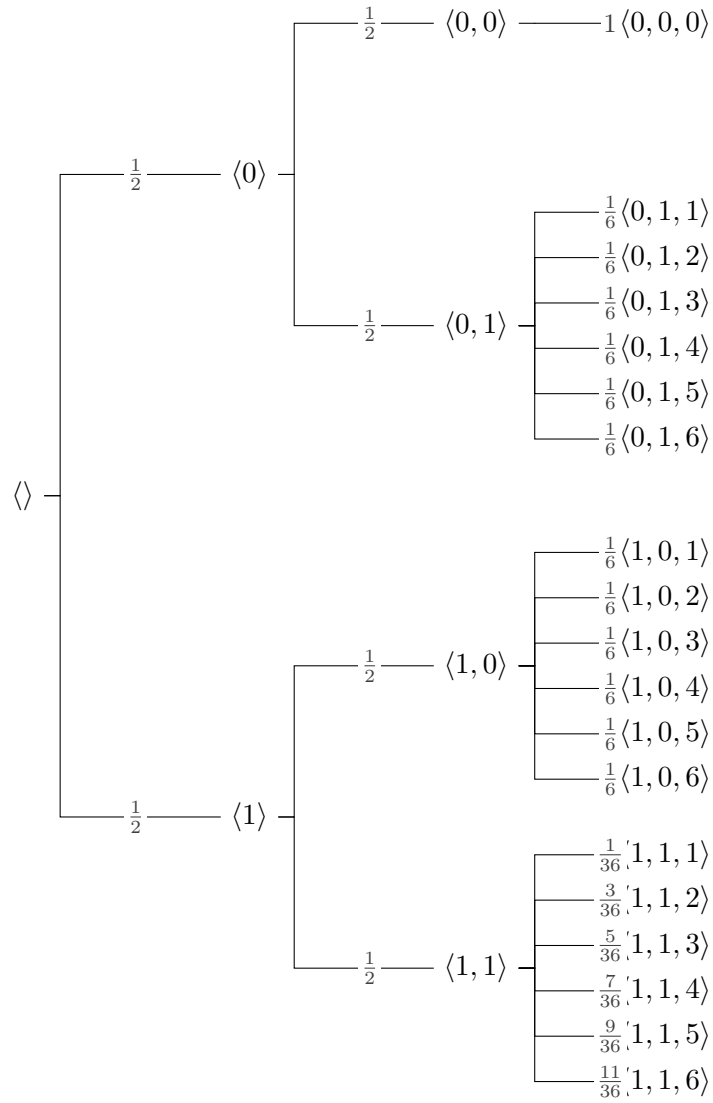 1/2 ⟨0, 0⟩ 1 ⟨0, 0, 0⟩
1/2 ⟨0⟩
1/6 ⟨0, 1, 1⟩
1/6 ⟨0, 1, 2⟩
1/6 ⟨0, 1, 3⟩
1/2 ⟨0, 1⟩
1/6 ⟨0, 1, 4⟩
1/6 ⟨0, 1, 5⟩
1/6 ⟨0, 1, 6⟩
⟨⟩
1/6 ⟨1, 0, 1⟩
1/6 ⟨1, 0, 2⟩
1/6 ⟨1, 0, 3⟩
1/2 ⟨1, 0⟩
1/6 ⟨1, 0, 4⟩
1/6 ⟨1, 0, 5⟩
1/6 ⟨1, 0, 6⟩
1/2 ⟨1⟩
1/36 ⟨1, 1, 1⟩
3/36 ⟨1, 1, 2⟩
5/36 ⟨1, 1, 3⟩
1/2 ⟨1, 1⟩
7/36 ⟨1, 1, 4⟩
9/36 ⟨1, 1, 5⟩
11/36 ⟨1, 1, 6⟩